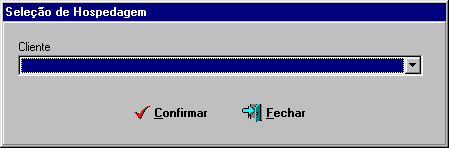 Seleção de Hospedagem
Cliente
Confirmar Fechar